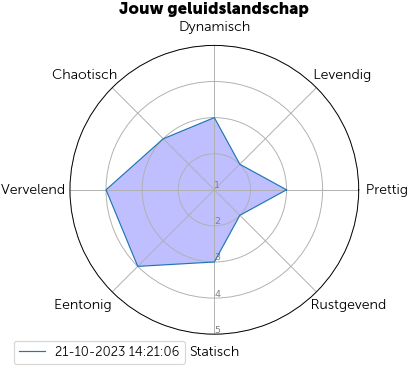 Jouw geluidslandschap
Dynamisch
Chaotisch
Levendig
Vervelend
1
Prettig
2
3
Eentonig
4
Rustgevend
5
21-10-2023 14:21:06
Statisch